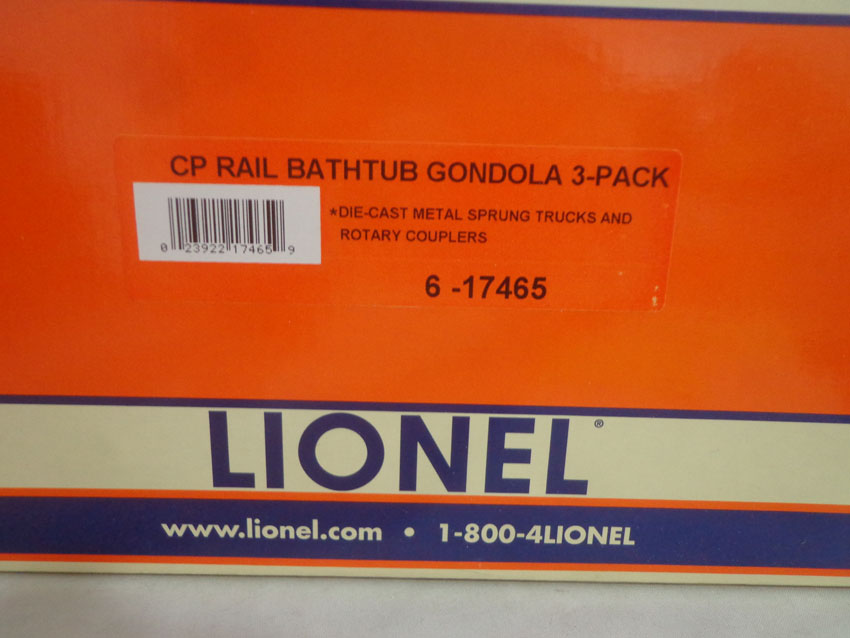 CP RAIL BATHTUB GONDOLA 3-PACK
*DIE-CAST METAL SPRUNG TRUCKS AND
ROTARY COUPLERS
0 23922 17465 9
6 -17465
LIONEL®
www.lionel.com • 1-800-4LIONEL